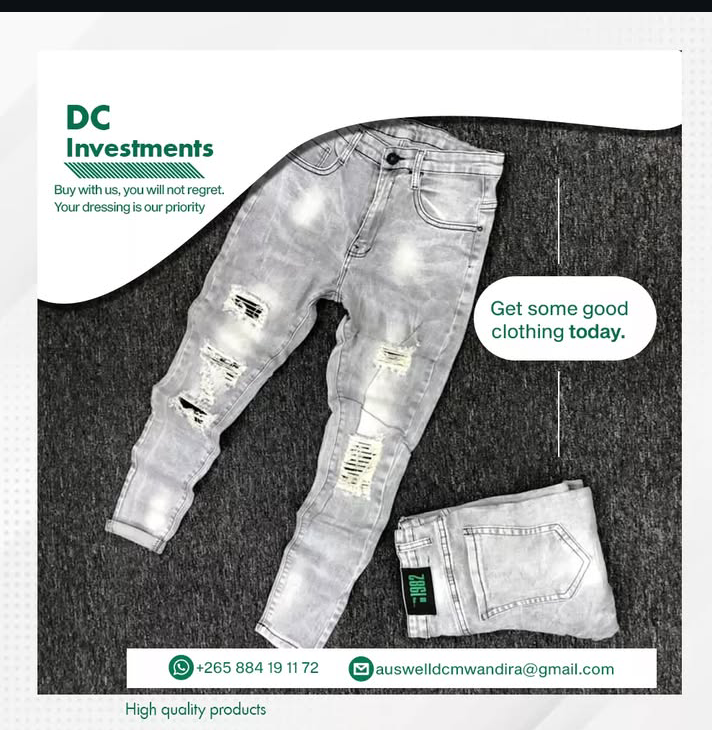 DC
Investments
Buy with us, you will not regret.
Your dressing is our priority
Get some good
clothing today.
1982
+265 884 19 11 72
auswelldcmwandira@gmail.com
High quality products